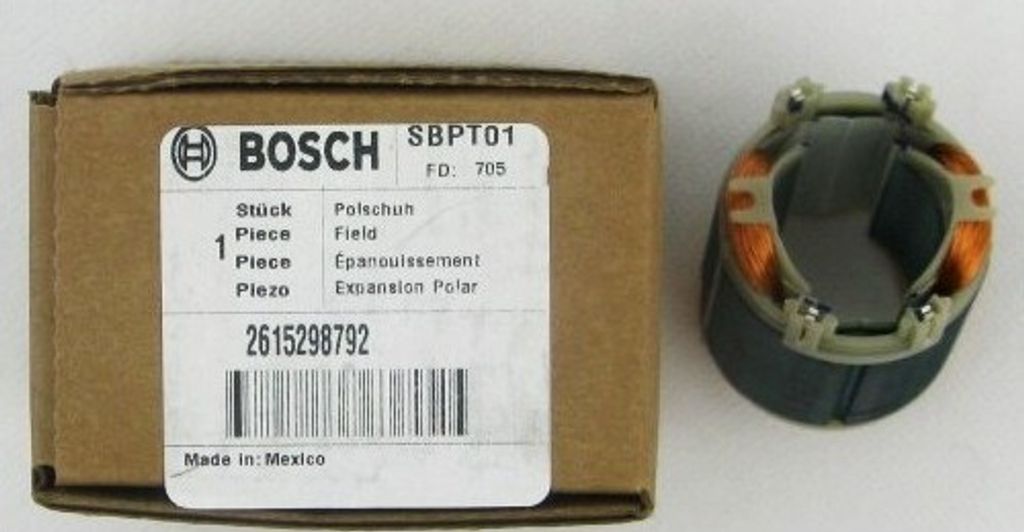 BOSCH SBPT01
FD: 705
Stück Polschuh
1 Piece Field
Piece Épanouissement
Piezo Expansion Polar
2615298792
Made in: Mexico